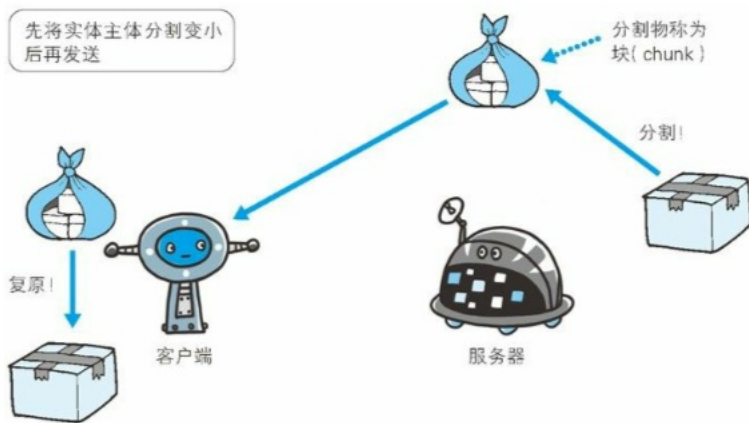 先将实体主体分割变小
后再发送
分割物称为
块( chunk )
分割!
复原!
客户端
服务器